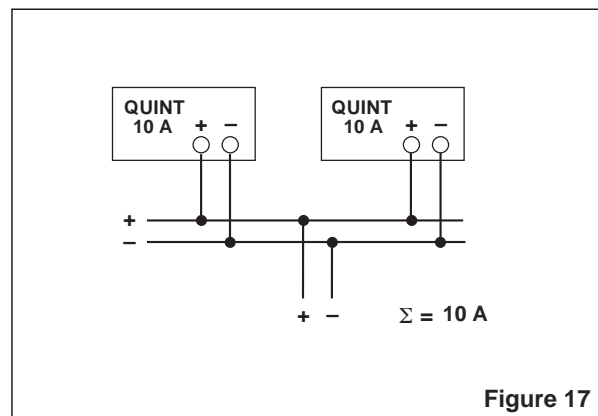 QUINT
10 A + −
QUINT
10 A + −
+
−
+ −
Σ = 10 A
Figure 17